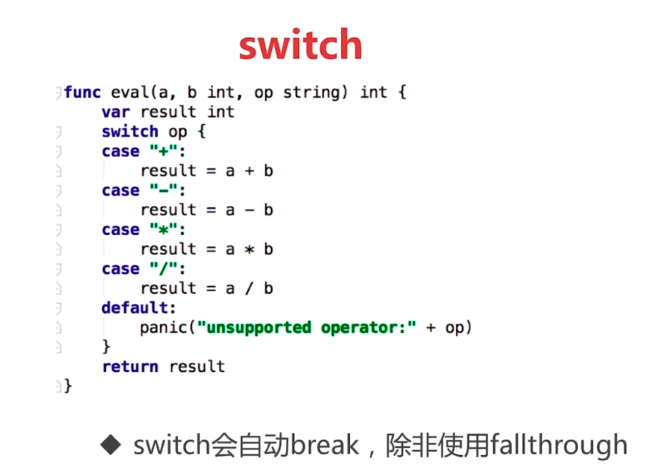 switch
func eval(a, b int, op string) int {
    var result int
    switch op {
    case "+":
        result = a + b
    case "-":
        result = a - b
    case "*":
        result = a * b
    case "/":
        result = a / b
    default:
        panic("unsupported operator:" + op)
    }
    return result
}
◆ switch会自动break，除非使用fallthrough